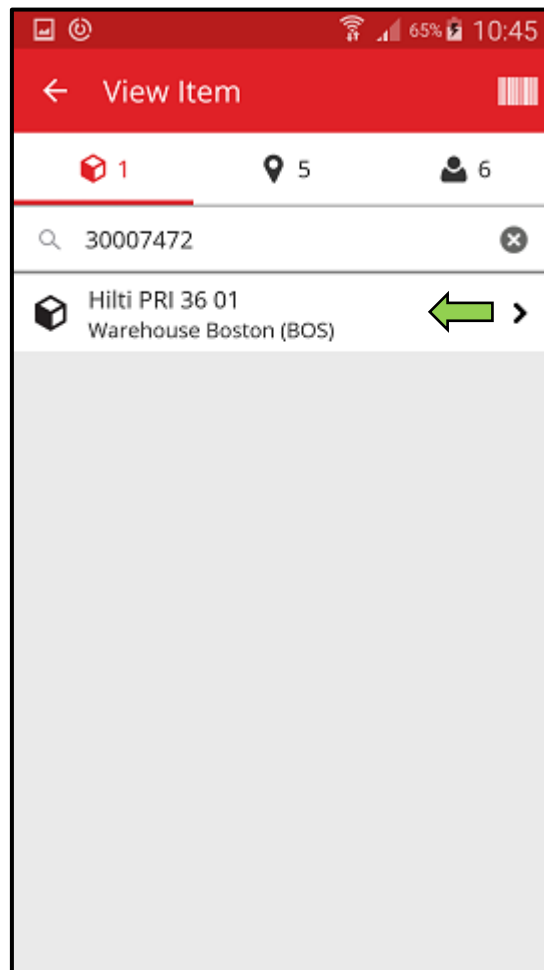 65% 10:45
View Item
1 5 6
30007472
Hilti PRI 36 01
Warehouse Boston (BOS)